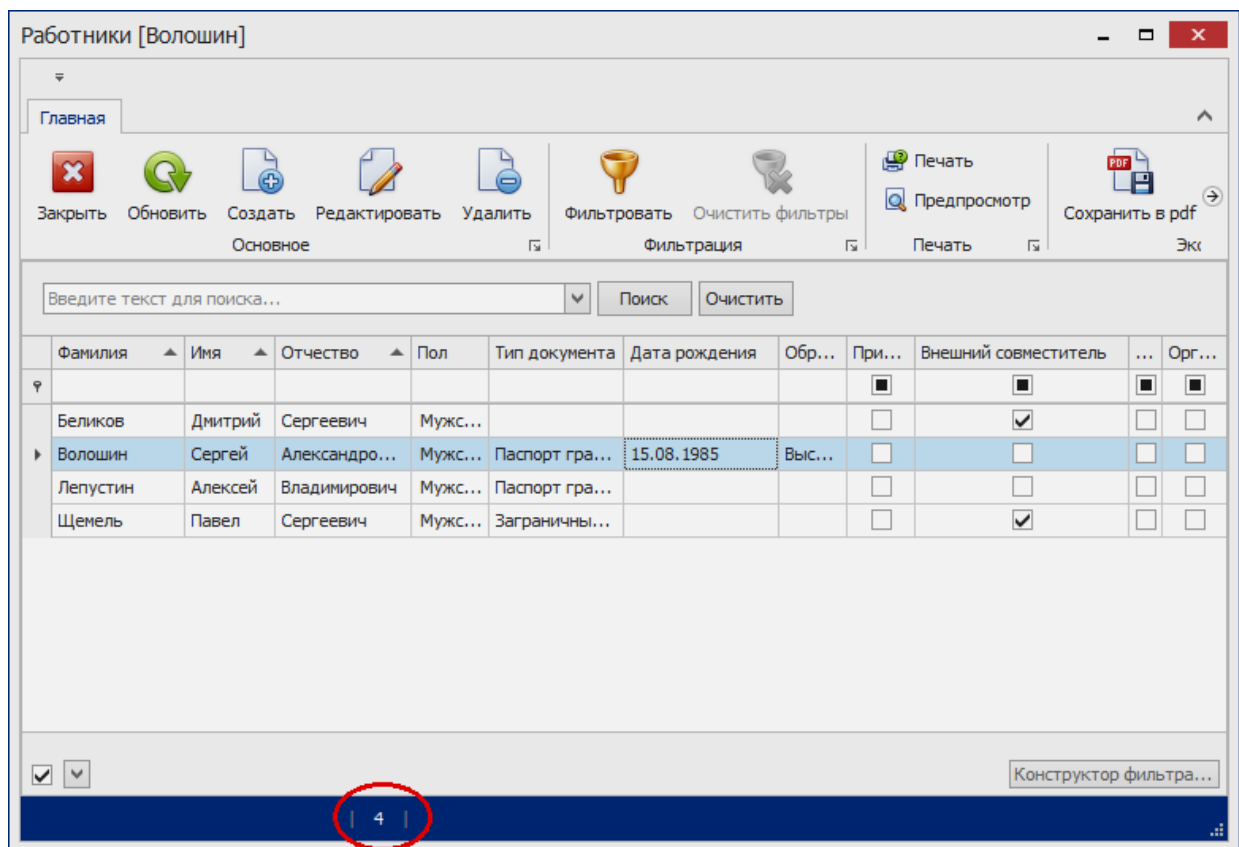 Работники [Волошин]
Главная
Закрыть Обновить Создать Редактировать Удалить Фильтровать Очистить фильтры Печать Предпросмотр PDF Сохранить в pdf
Основное Фильтрация Печать Экс
Введите текст для поиска... Поиск Очистить
Фамилия Имя Отчество Пол Тип документа Дата рождения Обр... При... Внешний совместитель ... Орг...
Беликов Дмитрий Сергеевич Мужс...
Волошин Сергей Александро... Мужс... Паспорт гра... 15.08.1985 Выс...
Лепустин Алексей Владимирович Мужс... Паспорт гра...
Щемель Павел Сергеевич Мужс... Заграничны...
Конструктор фильтра...
| 4 |